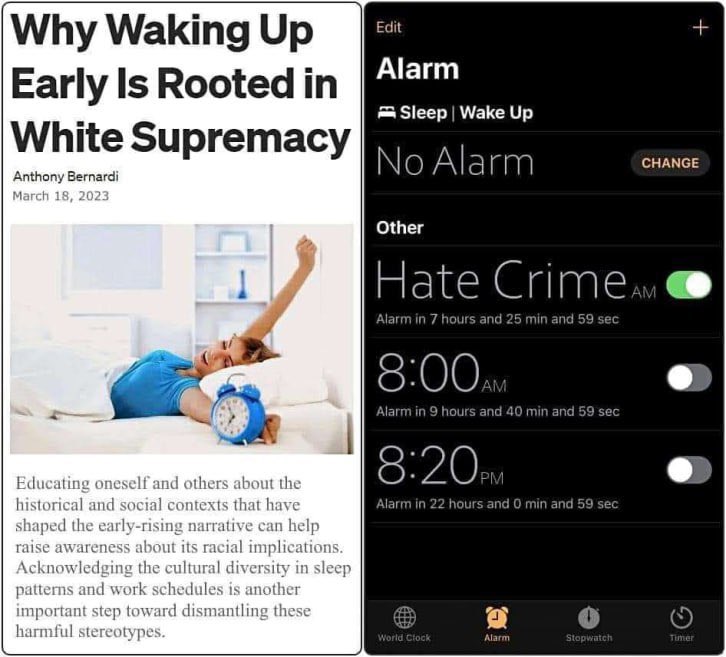 Why Waking Up
Early Is Rooted in
White Supremacy
Anthony Bernardi
March 18, 2023
Educating oneself and others about the
historical and social contexts that have
shaped the early-rising narrative can help
raise awareness about its racial implications.
Acknowledging the cultural diversity in sleep
patterns and work schedules is another
important step toward dismantling these
harmful stereotypes.
Edit
Alarm
Sleep | Wake Up
No Alarm
CHANGE
Other
Hate Crime AM
Alarm in 7 hours and 25 min and 59 sec
8:00 AM
Alarm in 9 hours and 40 min and 59 sec
8:20 PM
Alarm in 22 hours and 0 min and 59 sec
World Clock
Alarm
Stopwatch
Timer